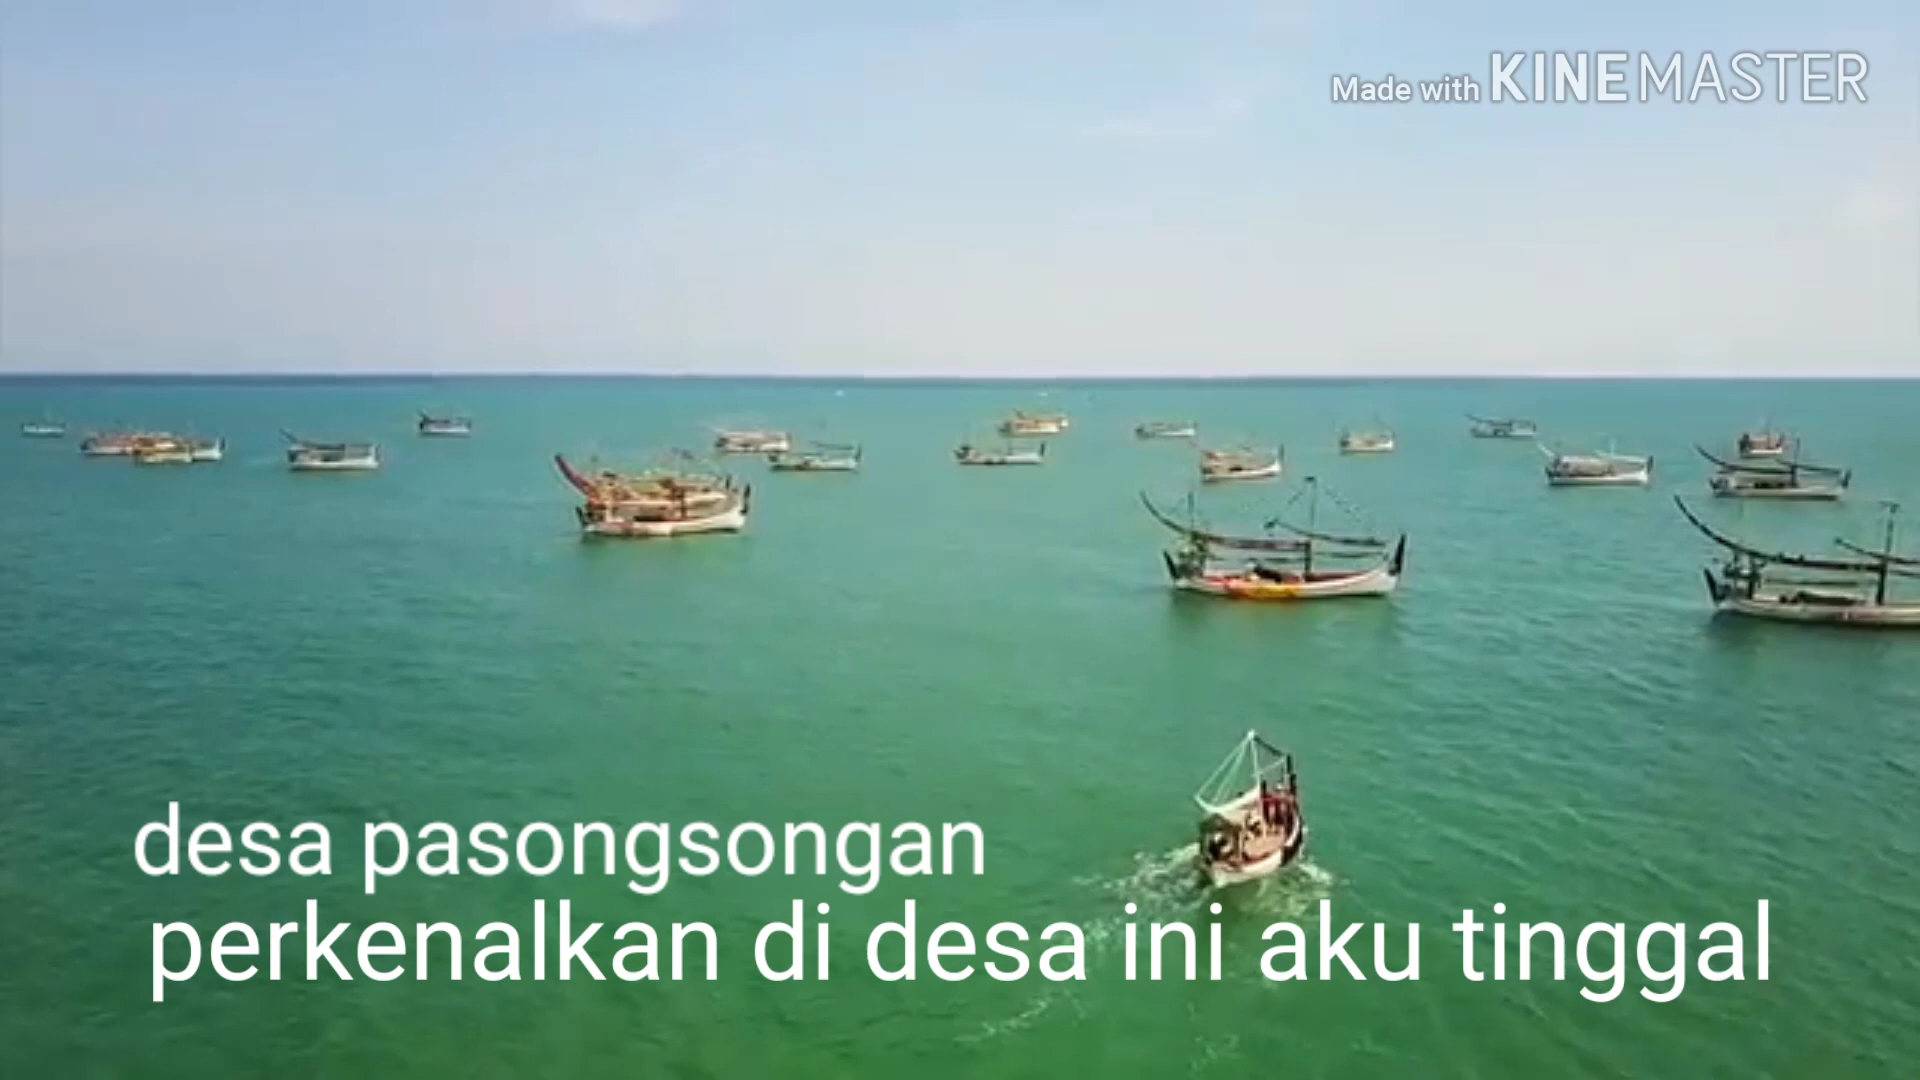 Made with KINEMASTER
desa pasongsongan
perkenalkan di desa ini aku tinggal